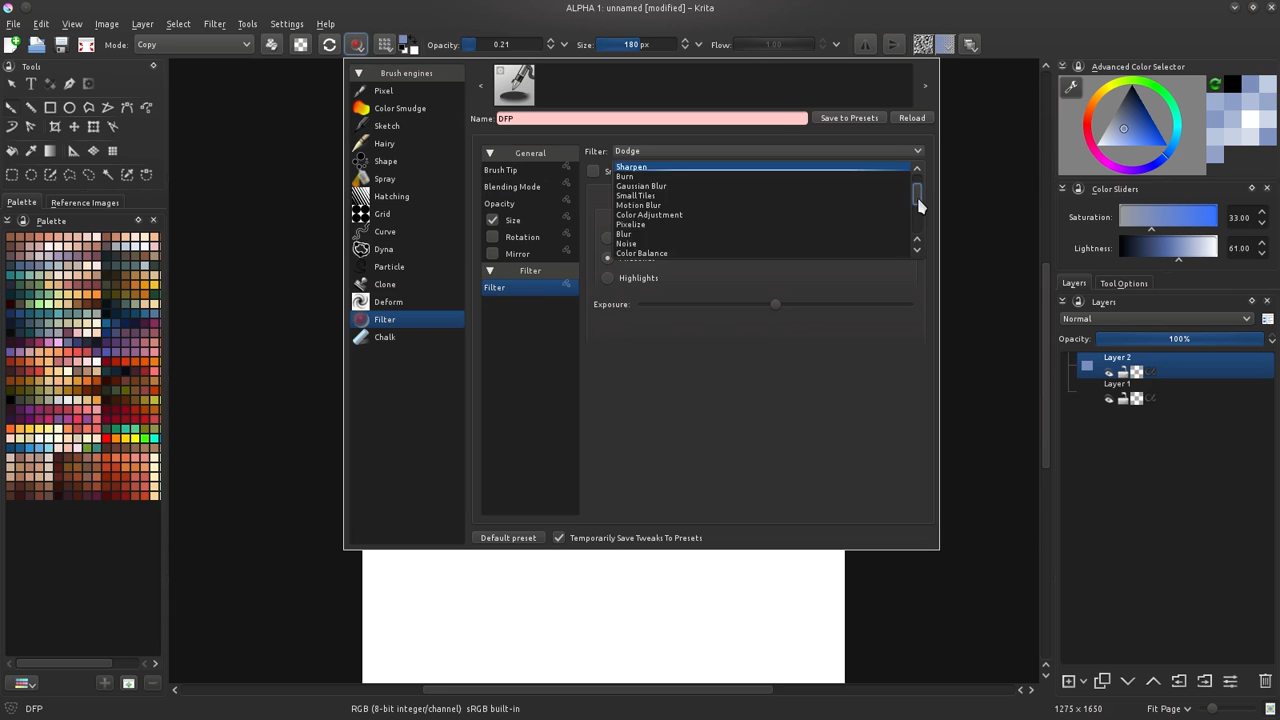 ALPHA 1: unnamed [modified] – Krita
File Edit View Image Layer Select Filter Tools Settings Help
Mode: Copy Opacity: 0.21 Size: 180 px Flow: 1.00
Tools
Palette Reference Images
Palette
Brush engines
Pixel
Color Smudge
Sketch
Hairy
Shape
Spray
Hatching
Grid
Curve
Dyna
Particle
Clone
Deform
Filter
Chalk
Name: DFP Save to Presets Reload
General
Brush Tip
Blending Mode
Opacity
Size
Rotation
Mirror
Filter
Filter
Filter: Dodge
Sharpen
Burn
Gaussian Blur
Small Tiles
Motion Blur
Color Adjustment
Pixelize
Blur
Noise
Color Balance
Highlights
Exposure:
Default preset Temporarily Save Tweaks To Presets
Advanced Color Selector
Color Sliders
Saturation: 33.00
Lightness: 61.00
Layers Tool Options
Layers
Normal
Opacity: 100%
Layer 2
Layer 1
DFP RGB (8-bit integer/channel) sRGB built-in 1275 x 1650 Fit Page